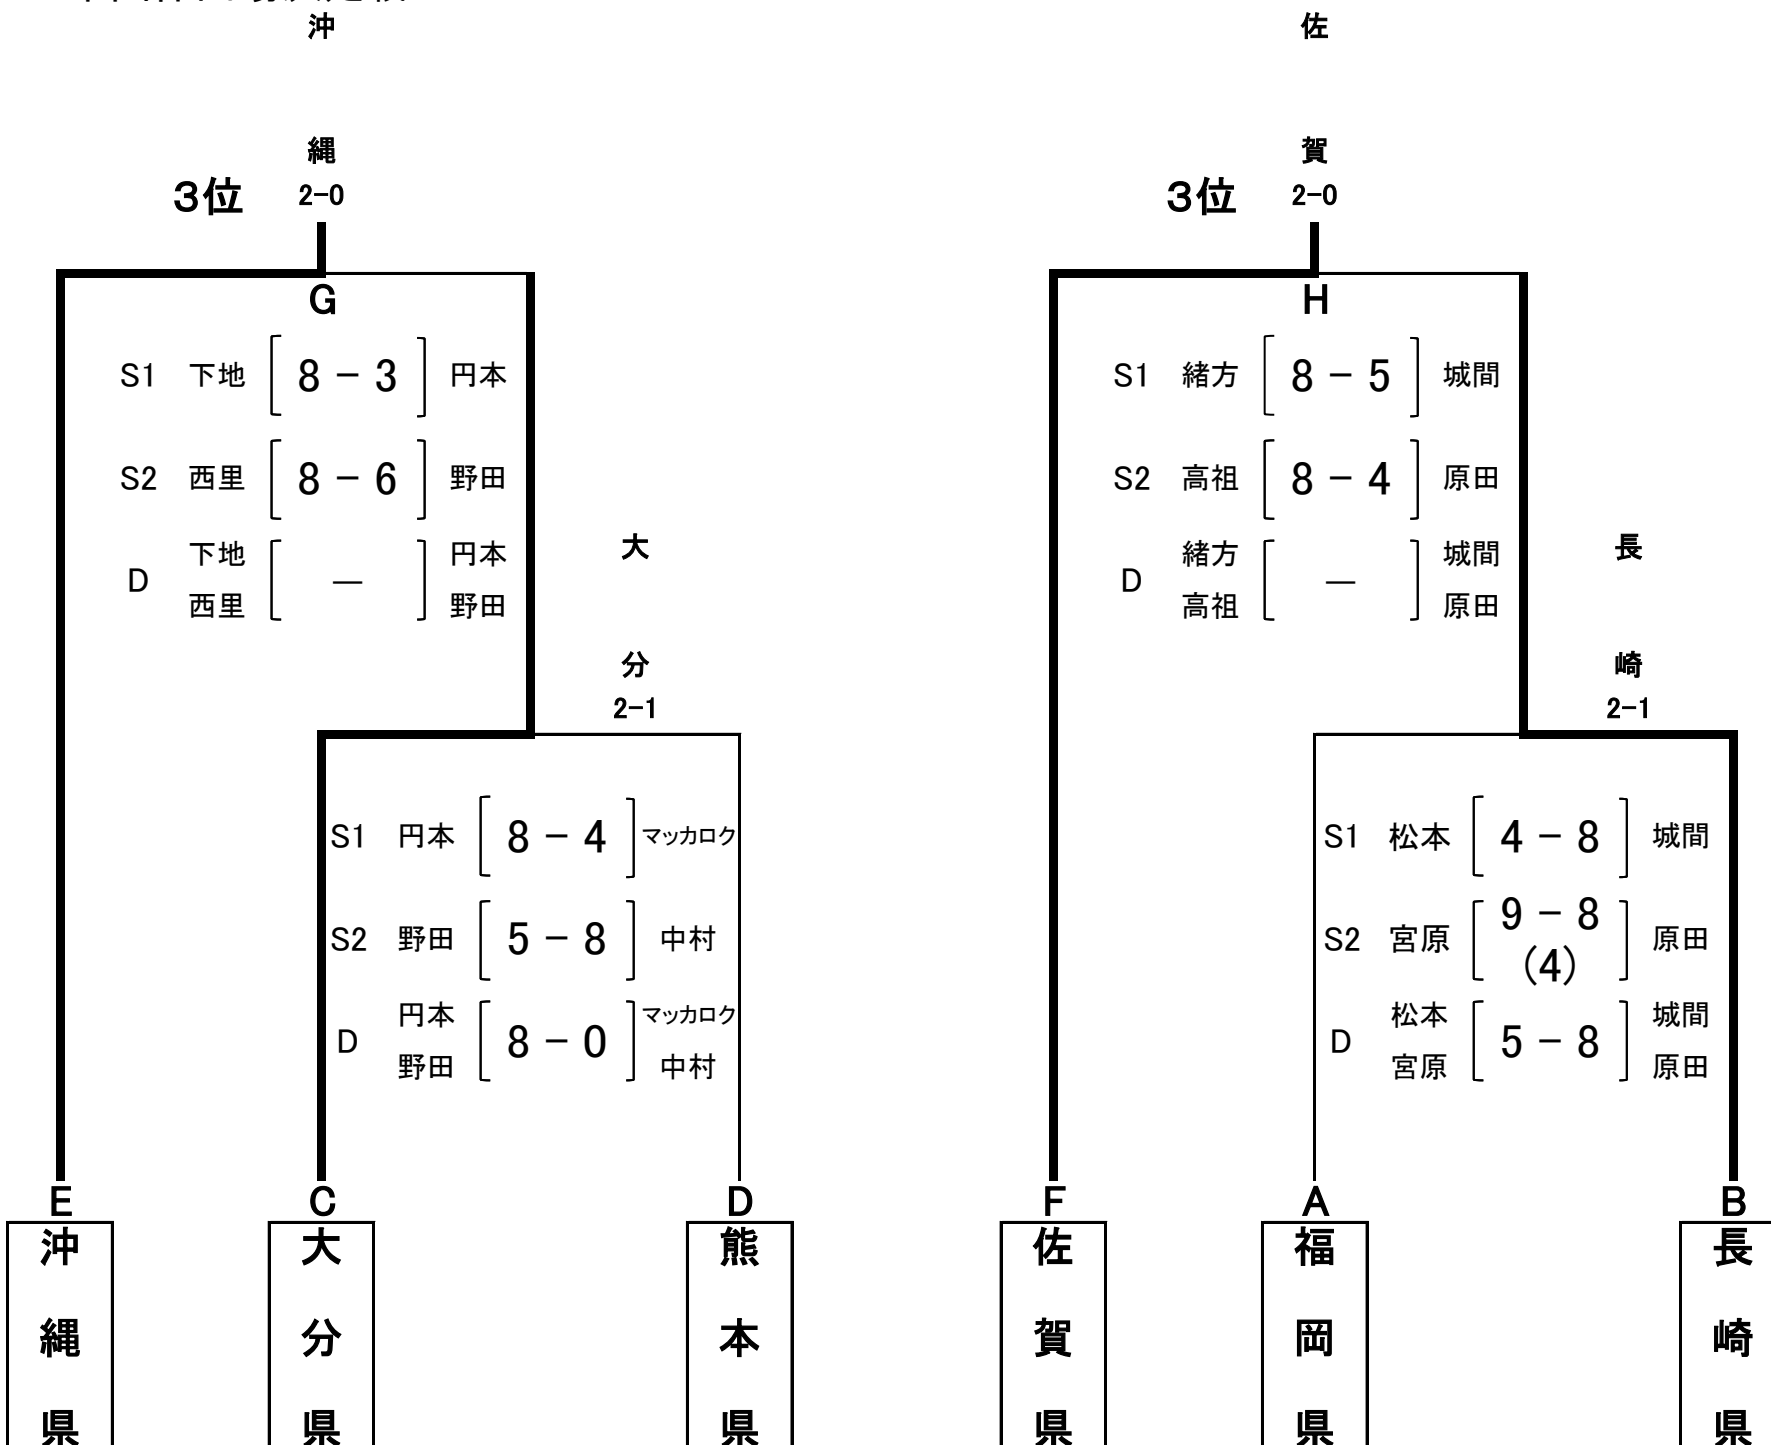 沖縄
3位 2-0
G
S1 下地 8 - 3 円本
S2 西里 8 - 6 野田
D 下地 西里 — 円本 野田
大分
2-1
S1 円本 8 - 4 マッカロク
S2 野田 5 - 8 中村
D 円本 野田 8 - 0 マッカロク 中村
E
沖縄県
C
大分県
D
熊本県
佐賀
3位 2-0
H
S1 緒方 8 - 5 城間
S2 高祖 8 - 4 原田
D 緒方 高祖 — 城間 原田
長崎
2-1
S1 松本 4 - 8 城間
S2 宮原 9 - 8 (4) 原田
D 松本 宮原 5 - 8 城間 原田
F
佐賀県
A
福岡県
B
長崎県